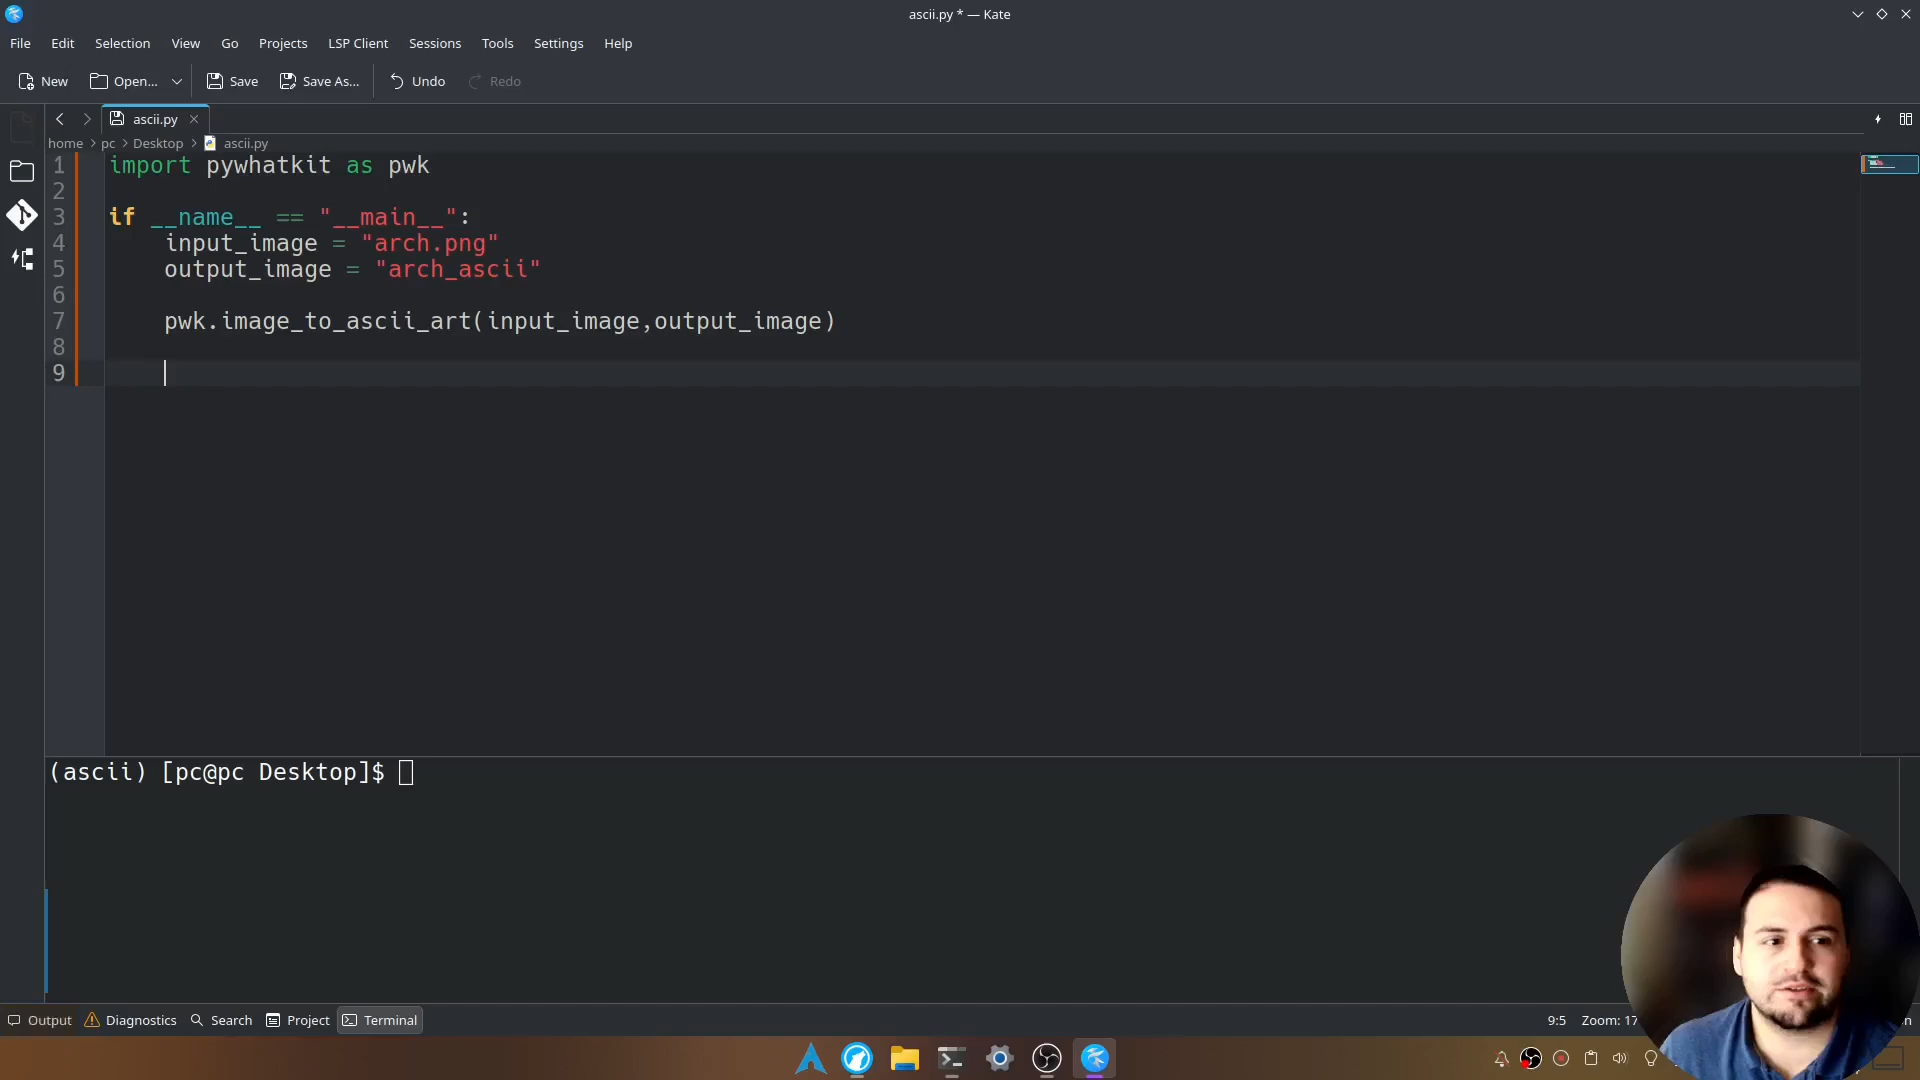 ascii.py * — Kate
File Edit Selection View Go Projects LSP Client Sessions Tools Settings Help
New Open... Save Save As... Undo Redo
ascii.py
home > pc > Desktop > ascii.py
1 import pywhatkit as pwk
2
3 if __name__ == "__main__":
4 input_image = "arch.png"
5 output_image = "arch_ascii"
6
7 pwk.image_to_ascii_art(input_image,output_image)
8
9
(ascii) [pc@pc Desktop]$
Output Diagnostics Search Project Terminal 9:5 Zoom: 17